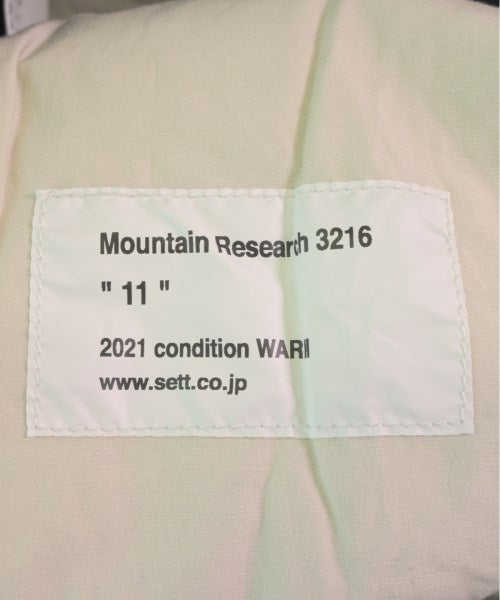 Mountain Research 3216
" 11 "
2021 condition WARI
www.sett.co.jp